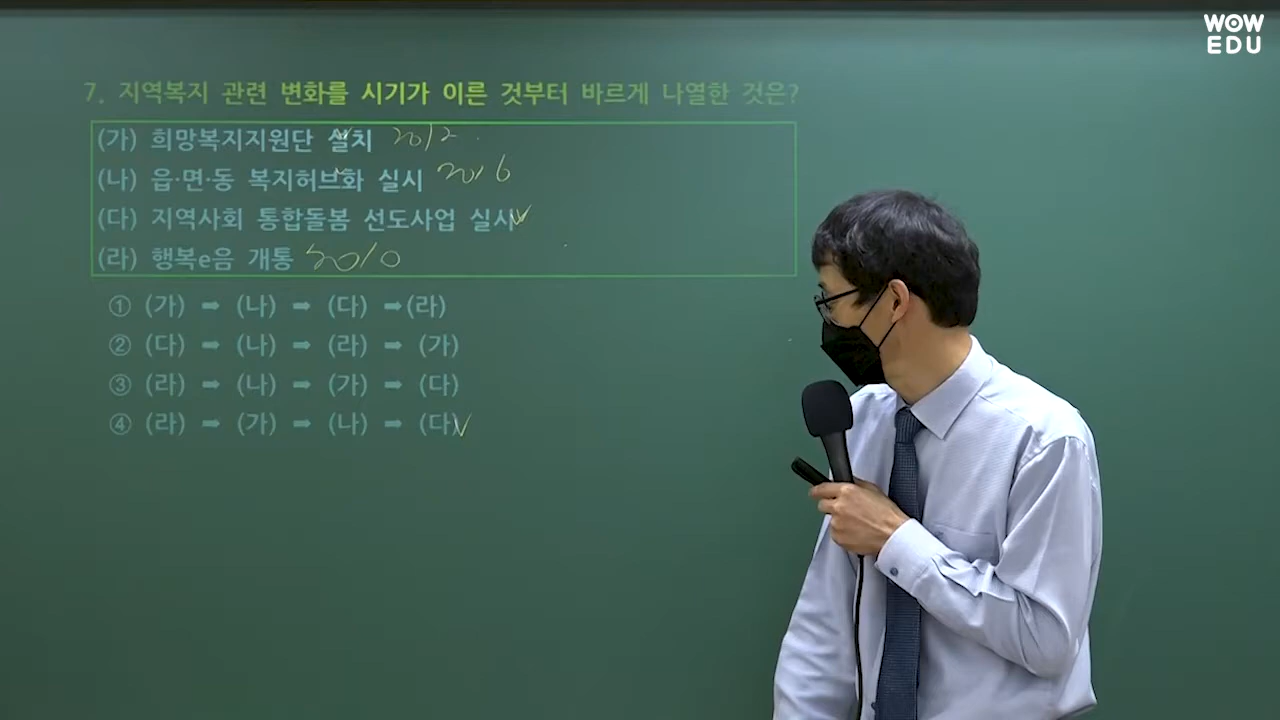 WOW
EDU
7. 지역복지 관련 변화를 시기가 이른 것부터 바르게 나열한 것은?
(가) 희망복지지원단 설치 2012
(나) 읍·면·동 복지허브화 실시 2016
(다) 지역사회 통합돌봄 선도사업 실시
(라) 행복e음 개통 2010
① (가) ➡ (나) ➡ (다) ➡(라)
② (다) ➡ (나) ➡ (라) ➡ (가)
③ (라) ➡ (나) ➡ (가) ➡ (다)
④ (라) ➡ (가) ➡ (나) ➡ (다)